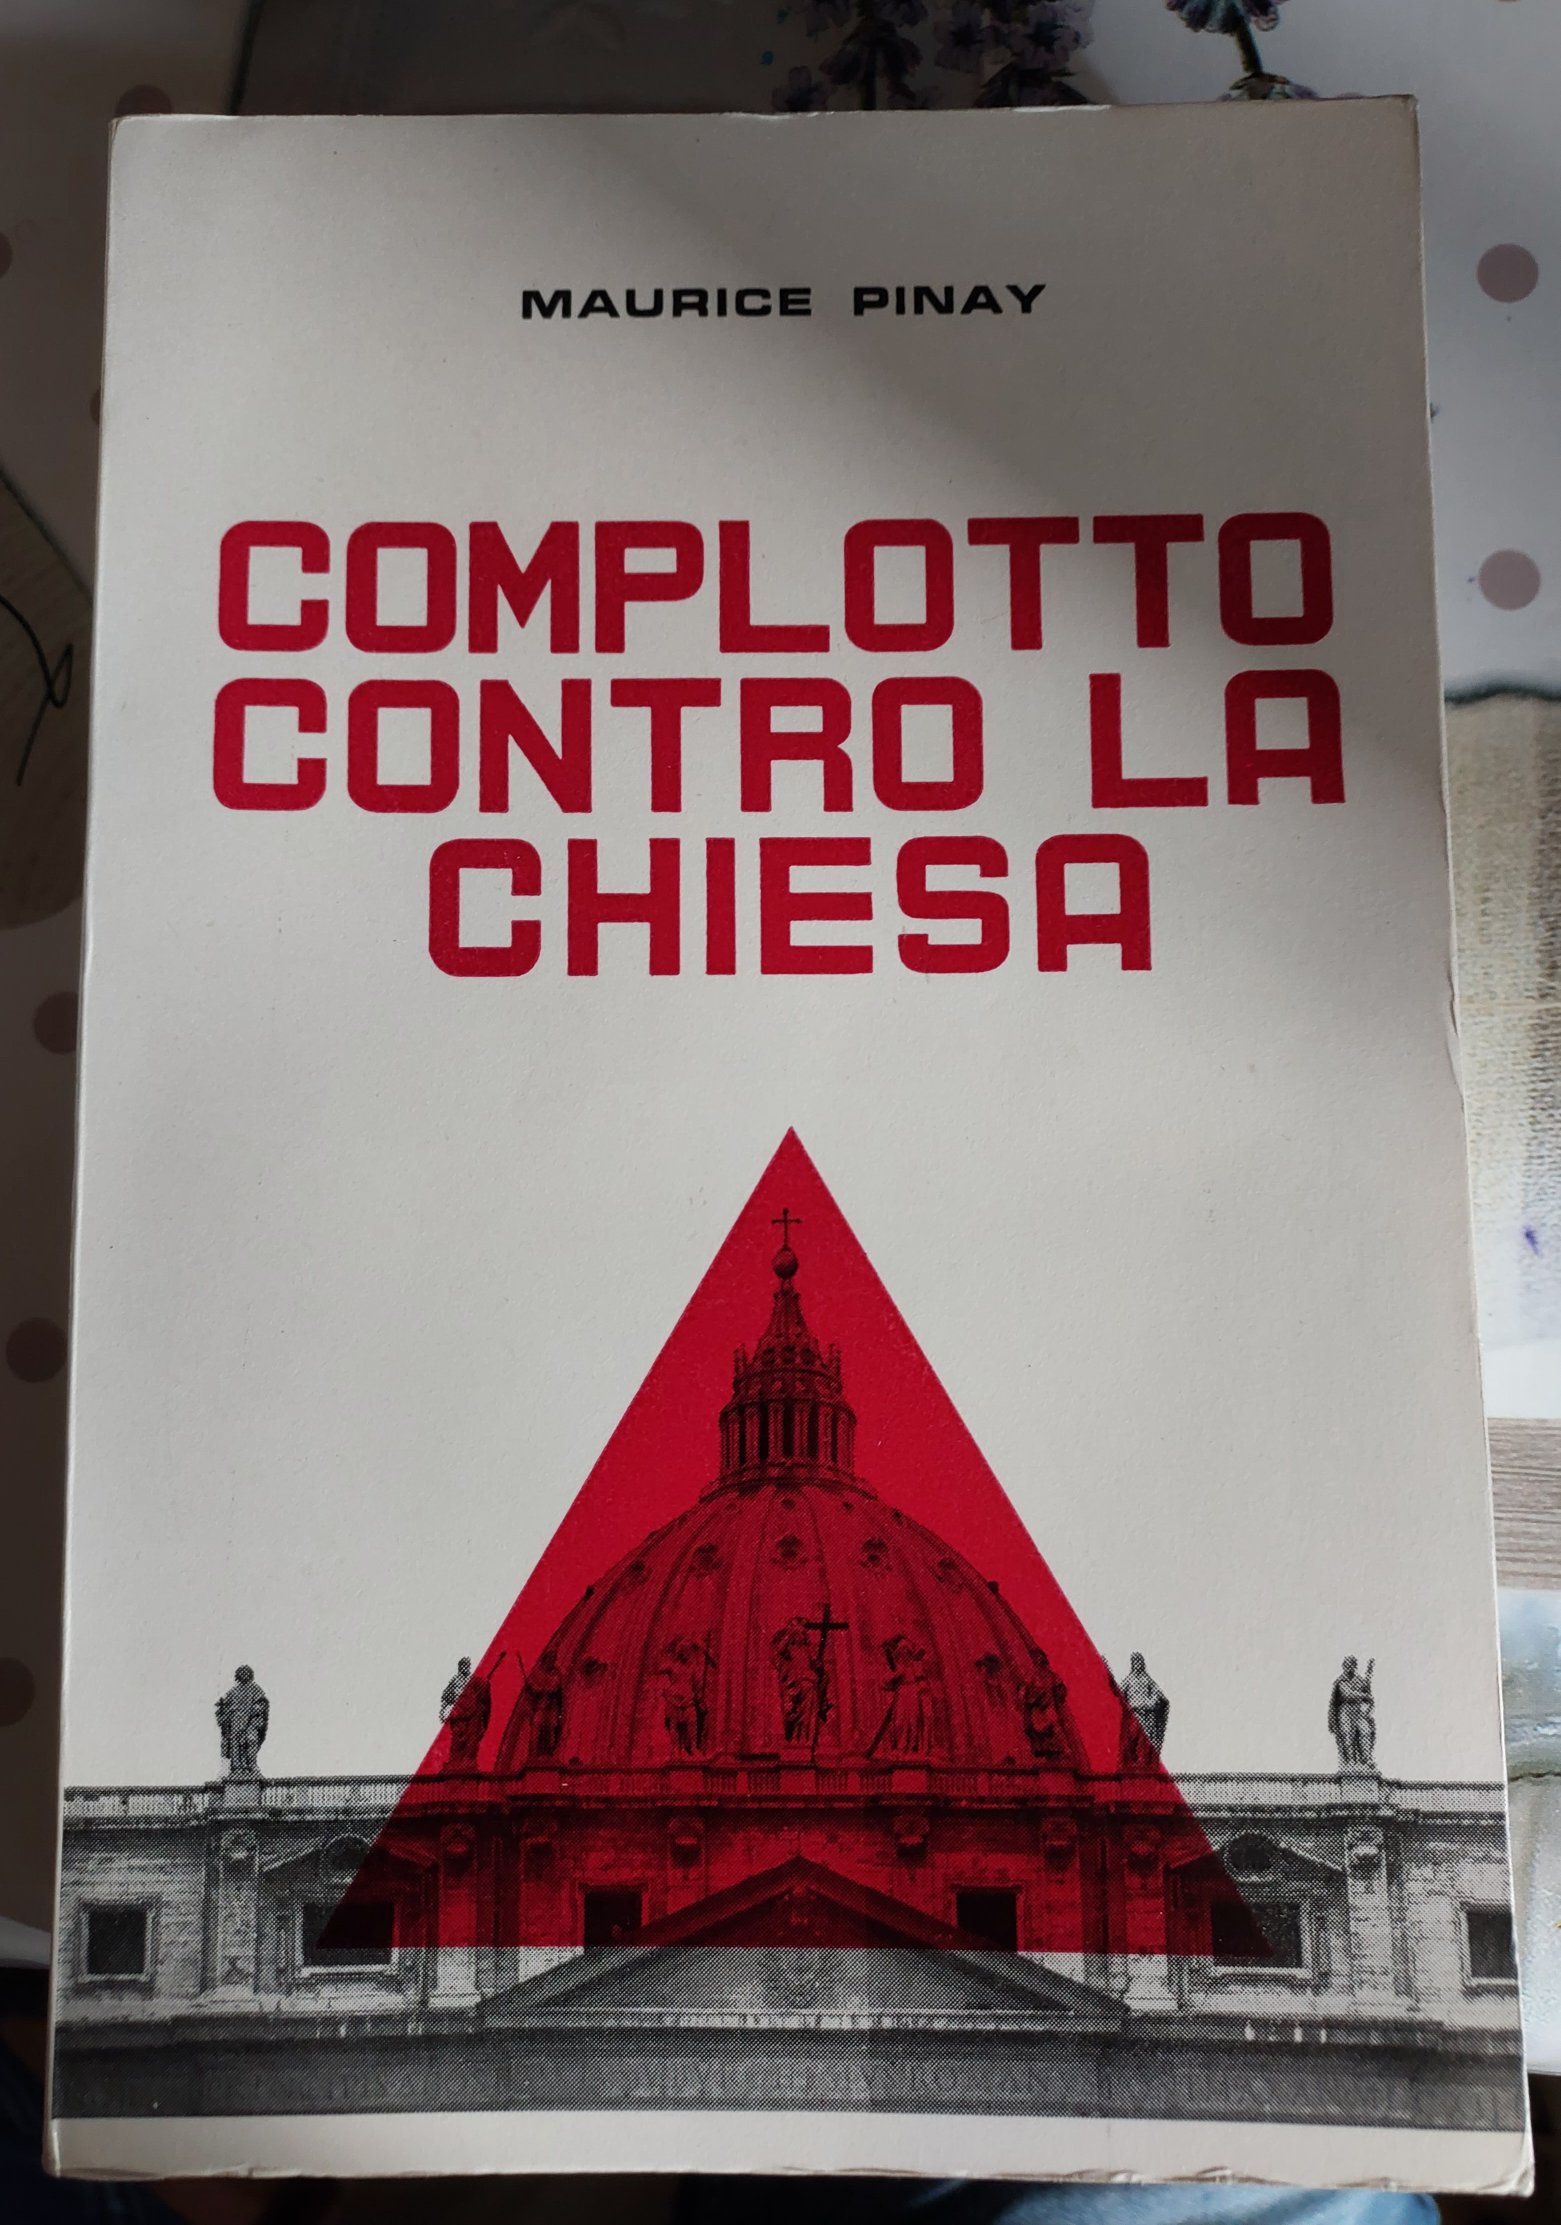 MAURICE PINAY
COMPLOTTO
CONTRO LA
CHIESA